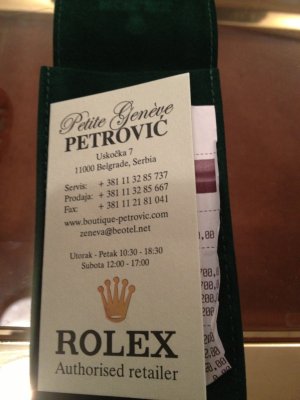 Petite Genève
PETROVIĆ
Uskočka 7
11000 Belgrade, Serbia
Servis: + 381 11 32 85 737
Prodaja: + 381 11 32 85 667
Fax: + 381 11 21 81 041
www.boutique-petrovic.com
zeneva@beotel.net
Utorak - Petak 10:30 - 18:30
Subota 12:00 - 17:00
ROLEX
Authorised retailer